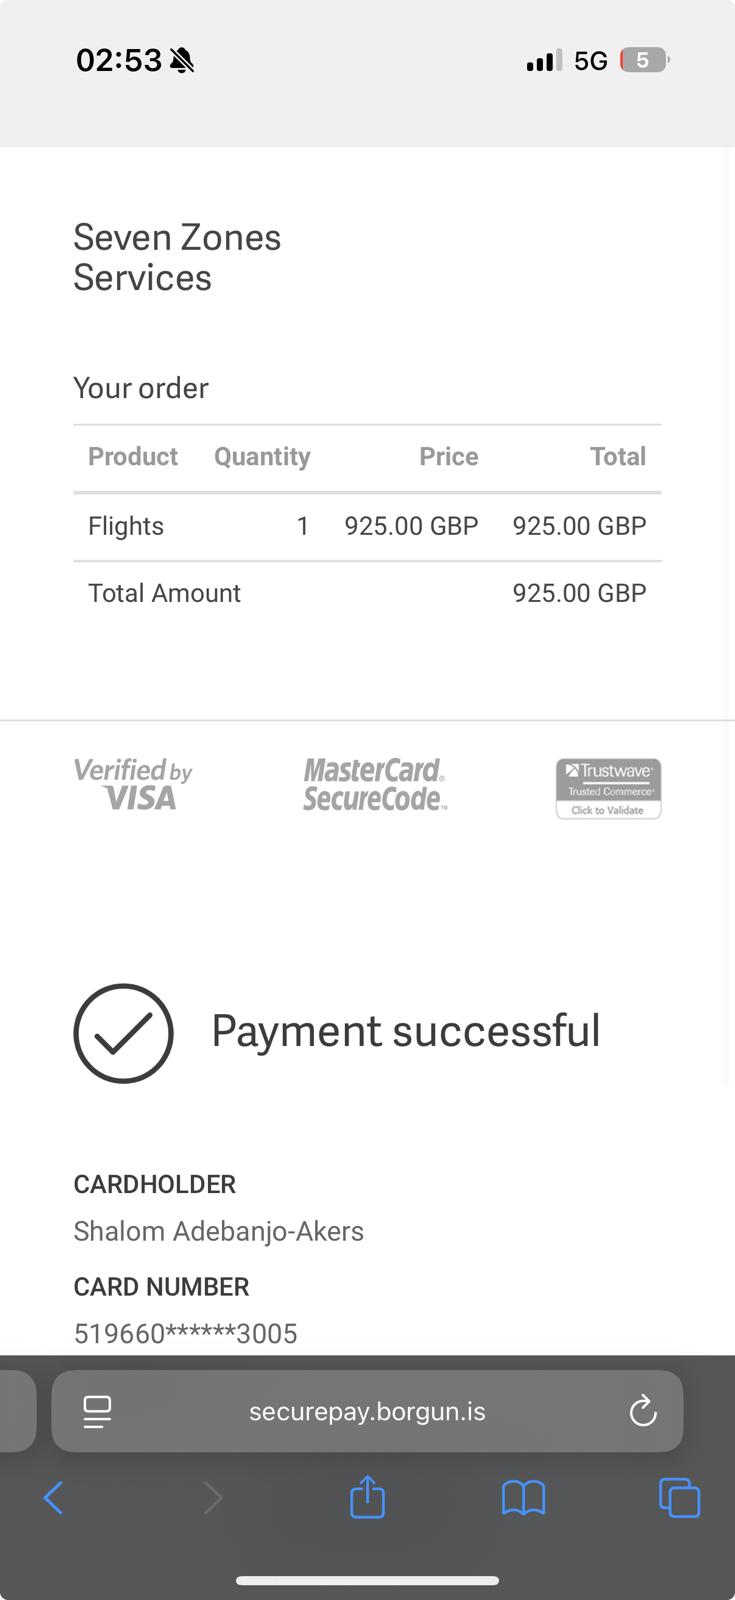 02:53 5G 5
Seven Zones
Services
Your order
Product Quantity Price Total
Flights 1 925.00 GBP 925.00 GBP
Total Amount 925.00 GBP
Verified by
VISA
MasterCard.
SecureCode™
Trustwave
Trusted Commerce
Click to Validate
Payment successful
CARDHOLDER
Shalom Adebanjo-Akers
CARD NUMBER
519660******3005
securepay.borgun.is